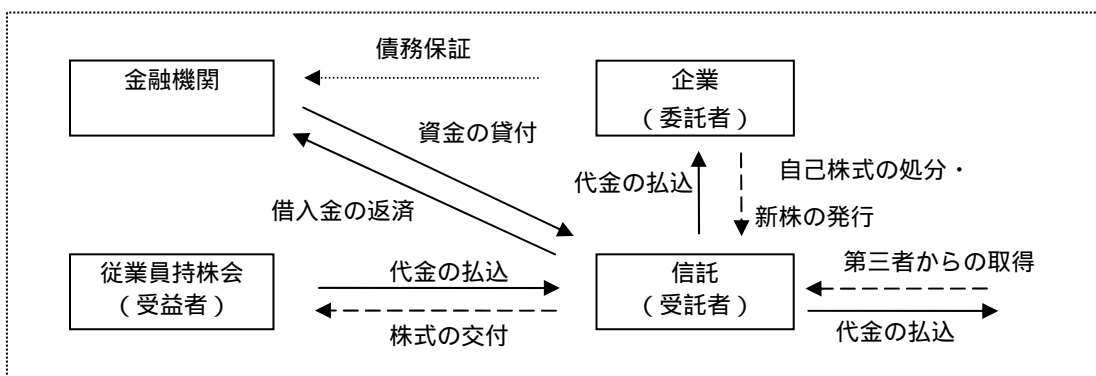 債務保証
金融機関
企業
（委託者）
資金の貸付
代金の払込
自己株式の処分・
新株の発行
借入金の返済
従業員持株会
（受益者）
代金の払込
株式の交付
信託
（受託者）
第三者からの取得
代金の払込